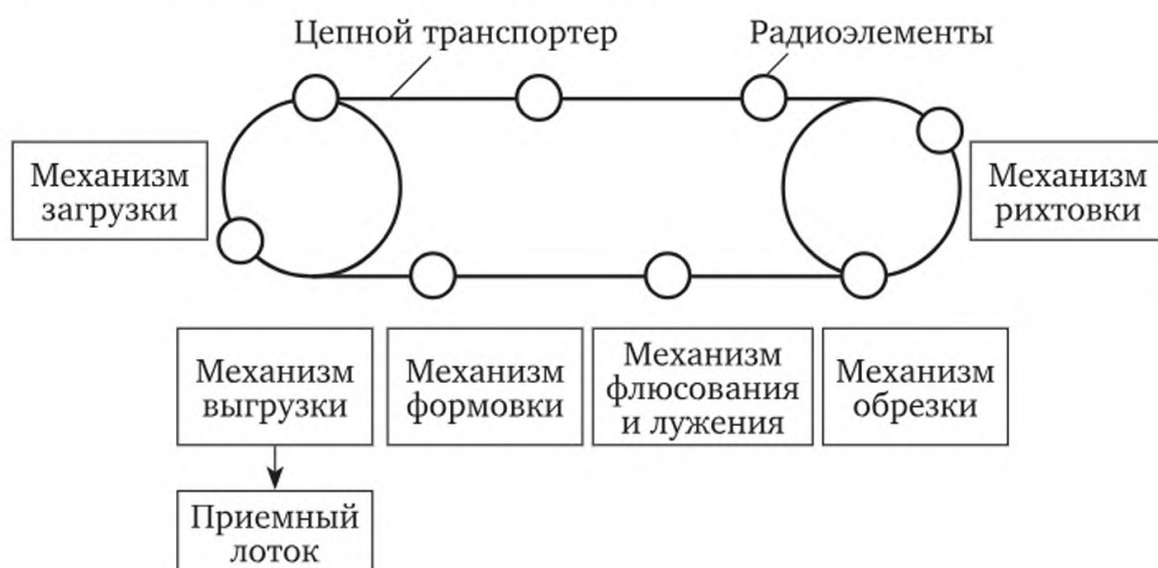 Цепной транспортер
Радиоэлементы
Механизм
загрузки
Механизм
рихтовки
Механизм
выгрузки
Механизм
формовки
Механизм
флюсования
и лужения
Механизм
обрезки
Приемный
лоток